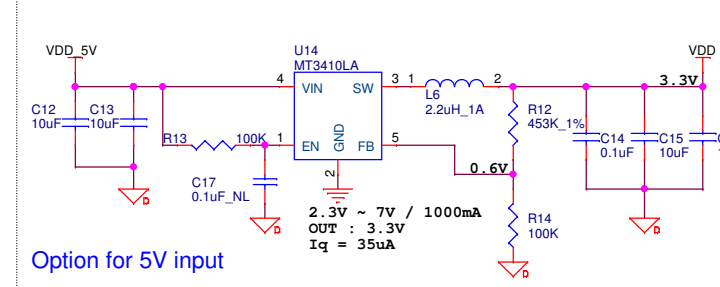 VDD_5V
U14
MT3410LA
VDD
4
VIN
SW
3
1
2
3.3V
L6
2.2uH_1A
C12
10uF
C13
10uF
R12
453K_1%
R13
100K
1
EN
GND
FB
5
C14
0.1uF
C15
10uF
2
0.6V
C17
0.1uF_NL
2.3V ~ 7V / 1000mA
OUT : 3.3V
Iq = 35uA
R14
100K
D
D
D
D
Option for 5V input